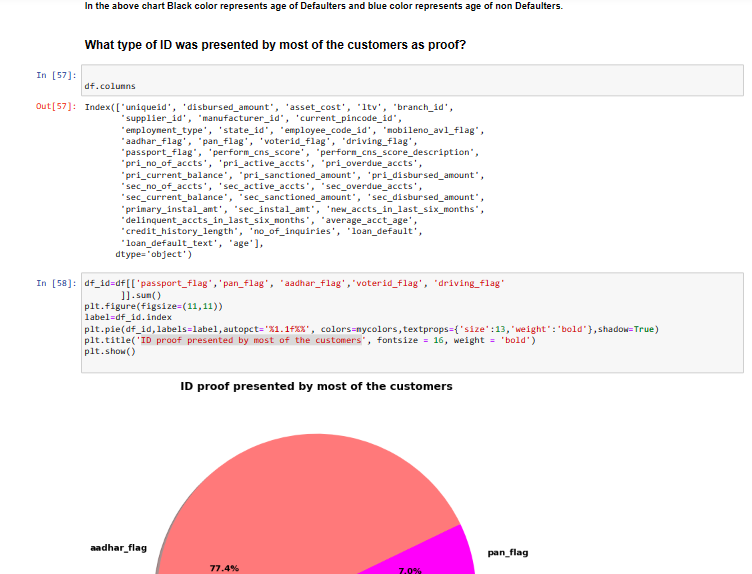 In the above chart Black color represents age of Defaulters and blue color represents age of non Defaulters.
What type of ID was presented by most of the customers as proof?
In [57]:
df.columns
Out[57]: Index(['uniqueid', 'disbursed_amount', 'asset_cost', 'ltv', 'branch_id',
'supplier_id', 'manufacturer_id', 'current_pincode_id',
'employment_type', 'state_id', 'employee_code_id', 'mobileno_avl_flag',
'aadhar_flag', 'pan_flag', 'voterid_flag', 'driving_flag',
'passport_flag', 'perform_cns_score', 'perform_cns_score_description',
'pri_no_of_accts', 'pri_active_accts', 'pri_overdue_accts',
'pri_current_balance', 'pri_sanctioned_amount', 'pri_disbursed_amount',
'sec_no_of_accts', 'sec_active_accts', 'sec_overdue_accts',
'sec_current_balance', 'sec_sanctioned_amount', 'sec_disbursed_amount',
'primary_instal_amt', 'sec_instal_amt', 'new_accts_in_last_six_months',
'delinquent_accts_in_last_six_months', 'average_acct_age',
'credit_history_length', 'no_of_inquiries', 'loan_default',
'loan_default_text', 'age'],
dtype='object')
In [58]: df_id=df[['passport_flag','pan_flag', 'aadhar_flag','voterid_flag', 'driving_flag'
]].sum()
plt.figure(figsize=(11,11))
label=df_id.index
plt.pie(df_id,labels=label,autopct='%1.1f%%', colors=mycolors,textprops={'size':13,'weight':'bold'},shadow=True)
plt.title('ID proof presented by most of the customers', fontsize = 16, weight = 'bold')
plt.show()
ID proof presented by most of the customers
aadhar_flag
pan_flag
77.4%
7.0%